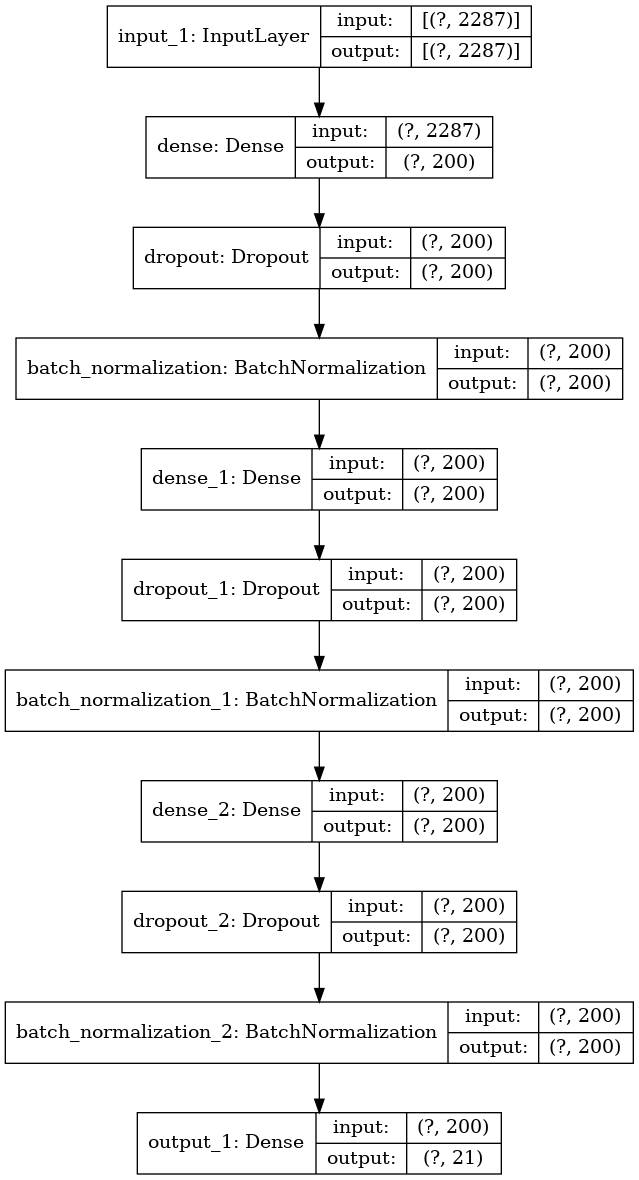 input_1: InputLayer
input: [(?, 2287)]
output: [(?, 2287)]
dense: Dense
input: (?, 2287)
output: (?, 200)
dropout: Dropout
input: (?, 200)
output: (?, 200)
batch_normalization: BatchNormalization
input: (?, 200)
output: (?, 200)
dense_1: Dense
input: (?, 200)
output: (?, 200)
dropout_1: Dropout
input: (?, 200)
output: (?, 200)
batch_normalization_1: BatchNormalization
input: (?, 200)
output: (?, 200)
dense_2: Dense
input: (?, 200)
output: (?, 200)
dropout_2: Dropout
input: (?, 200)
output: (?, 200)
batch_normalization_2: BatchNormalization
input: (?, 200)
output: (?, 200)
output_1: Dense
input: (?, 200)
output: (?, 21)